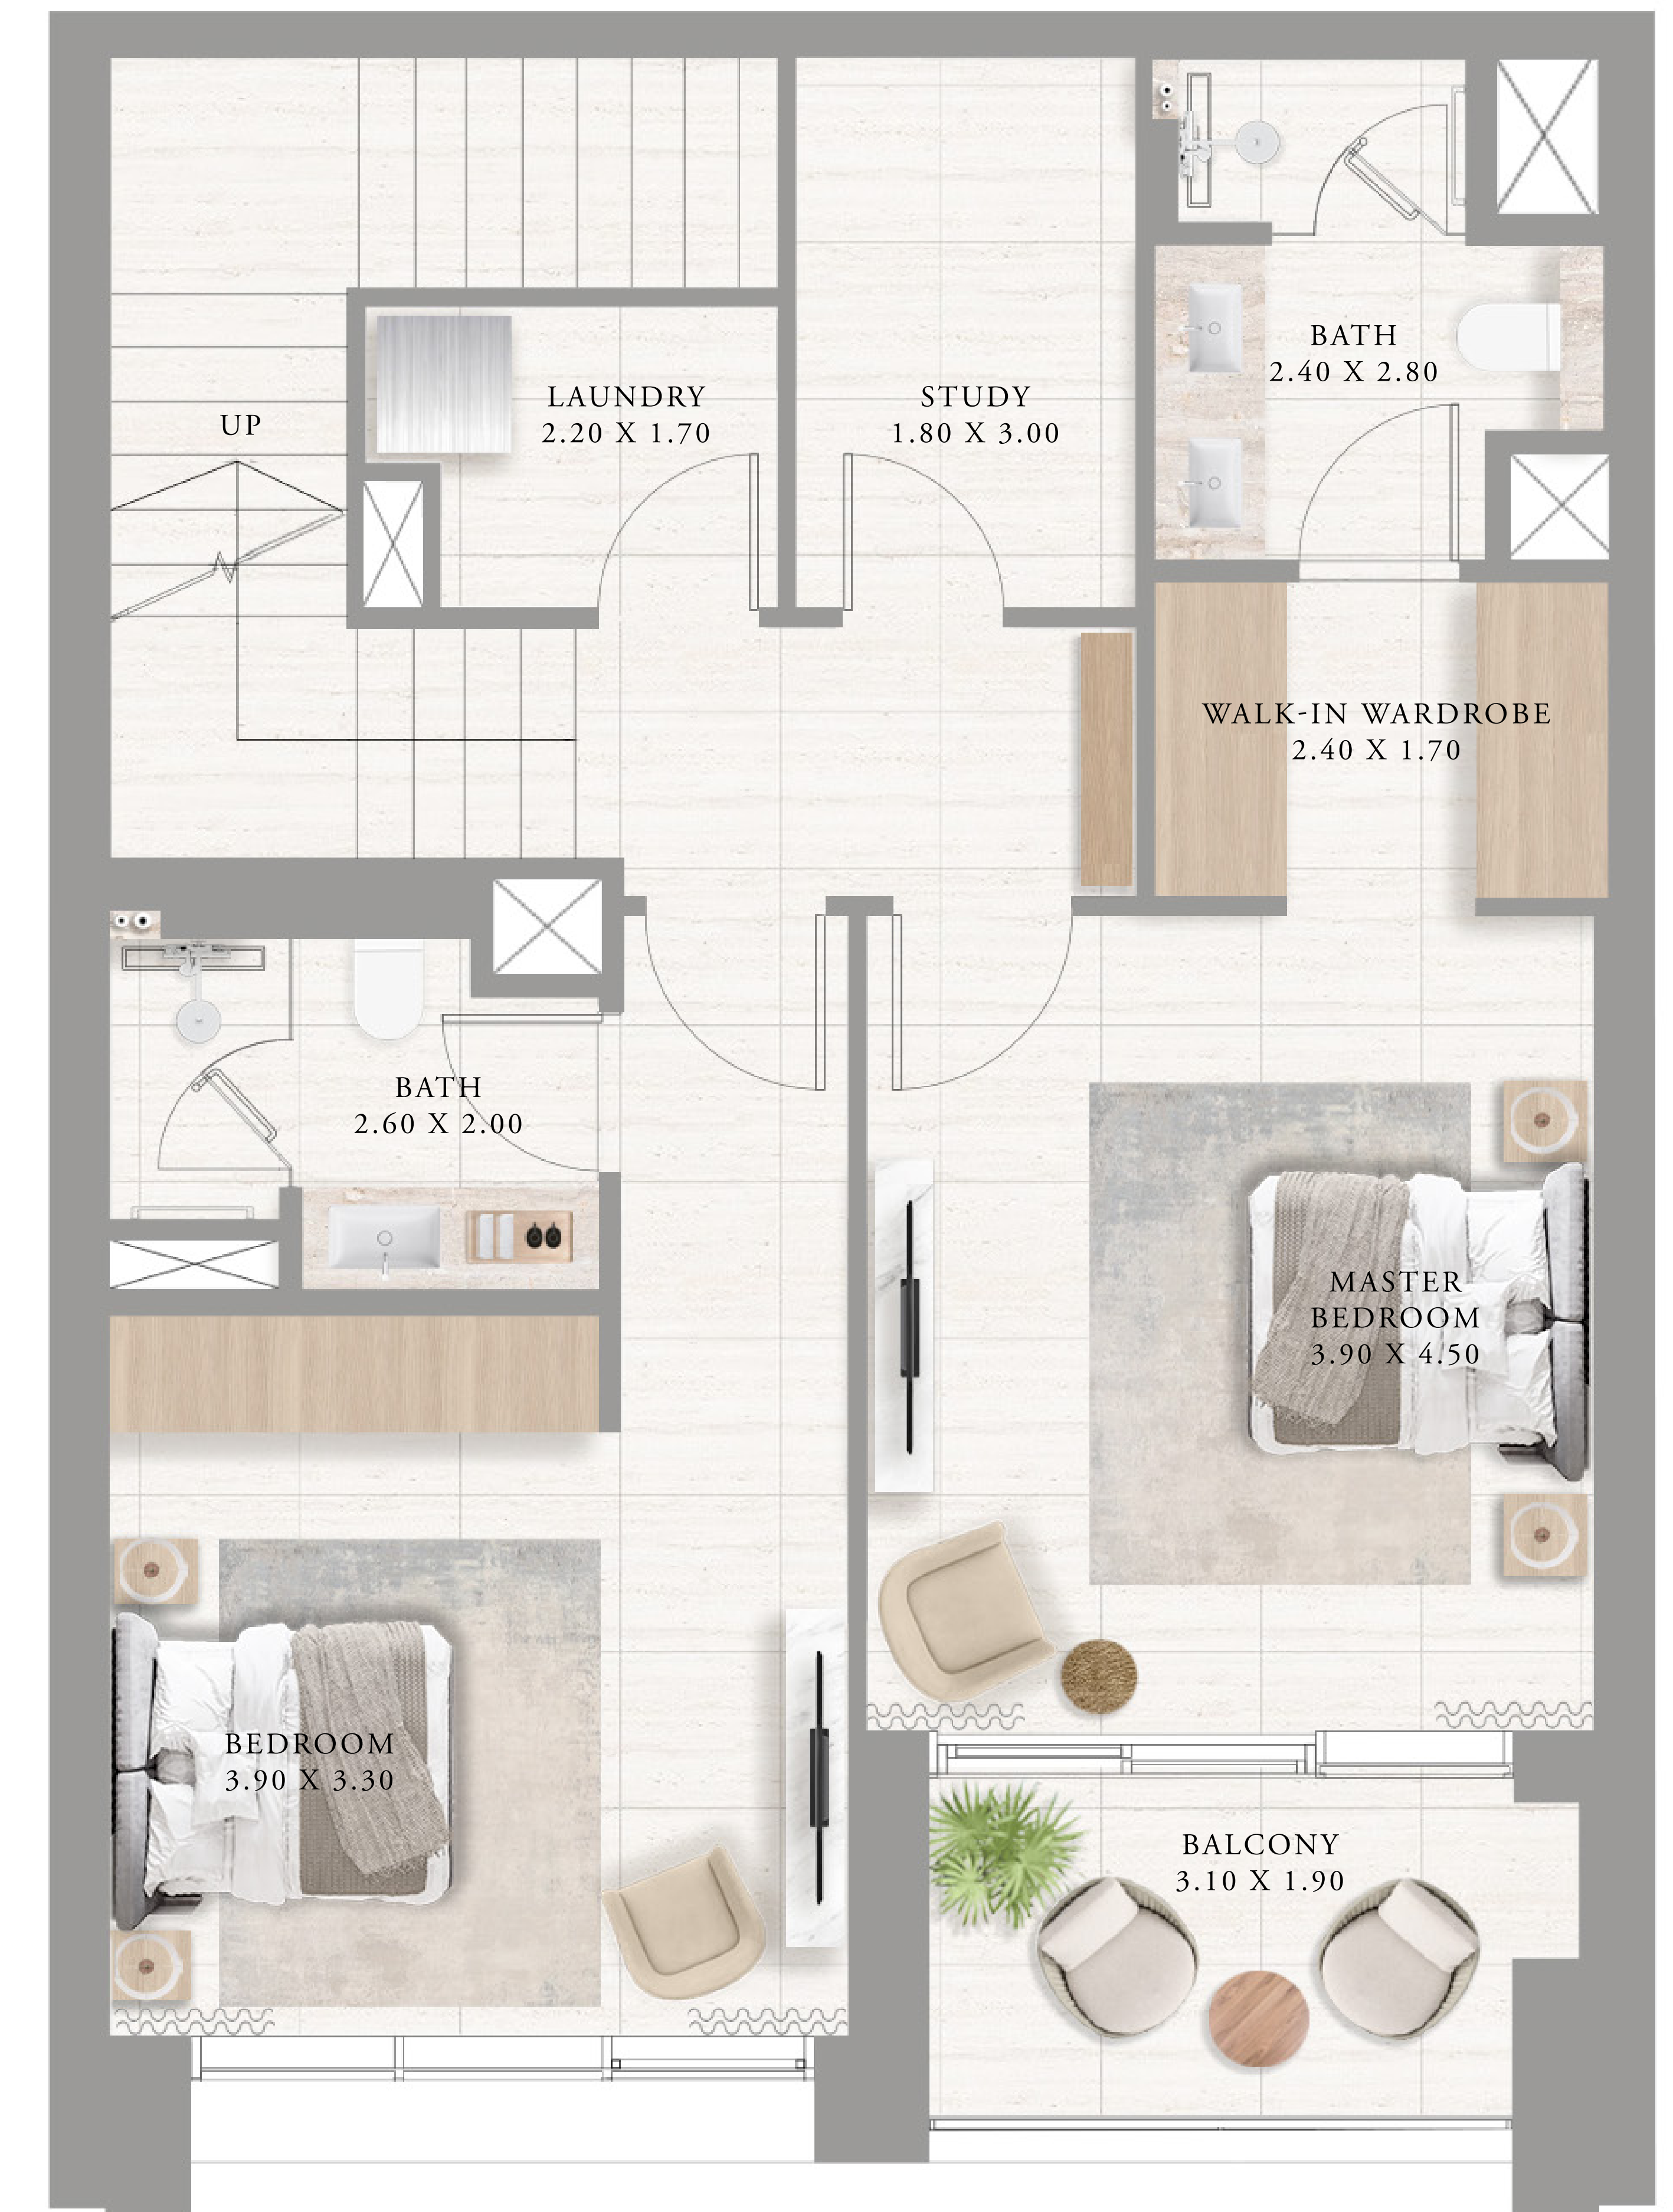 BATH
2.40 X 2.80
LAUNDRY
2.20 X 1.70
STUDY
1.80 X 3.00
UP
WALK-IN WARDROBE
2.40 X 1.70
BATH
2.60 X 2.00
MASTER
BEDROOM
3.90 X 4.50
BEDROOM
3.90 X 3.30
BALCONY
3.10 X 1.90